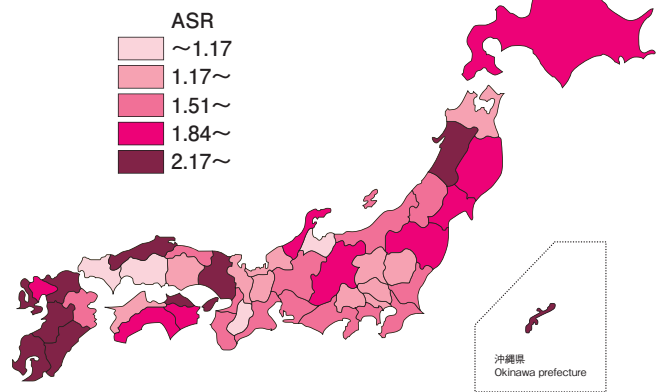 ASR
～1.17
1.17～
1.51～
1.84～
2.17～
沖縄県
Okinawa prefecture